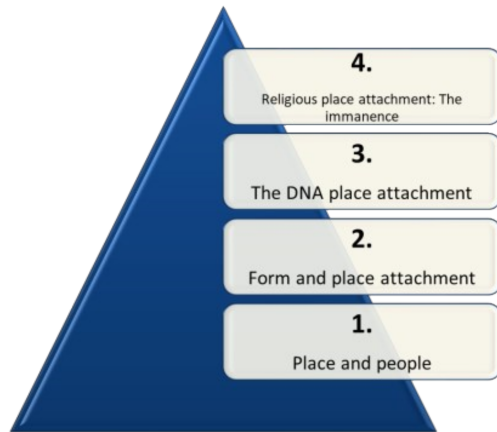 4.
Religious place attachment: The
immanence
3.
The DNA place attachment
2.
Form and place attachment
1.
Place and people